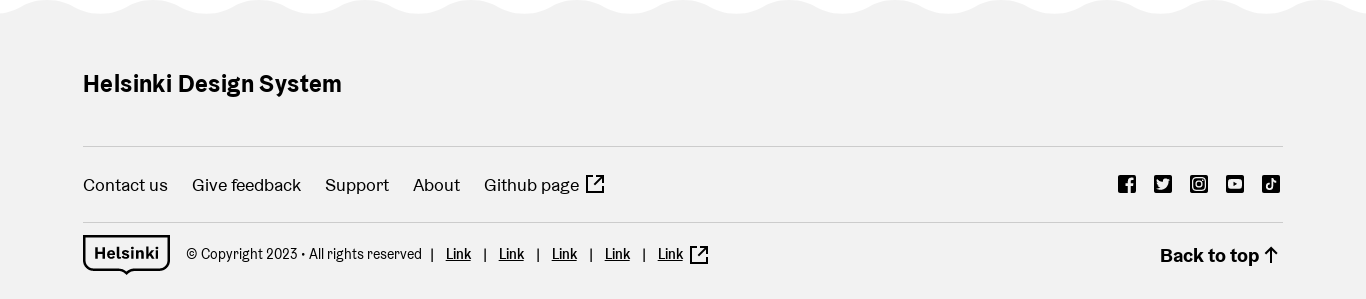 Helsinki Design System
Contact us Give feedback Support About Github page
Helsinki © Copyright 2023 • All rights reserved | Link | Link | Link | Link | Link Back to top